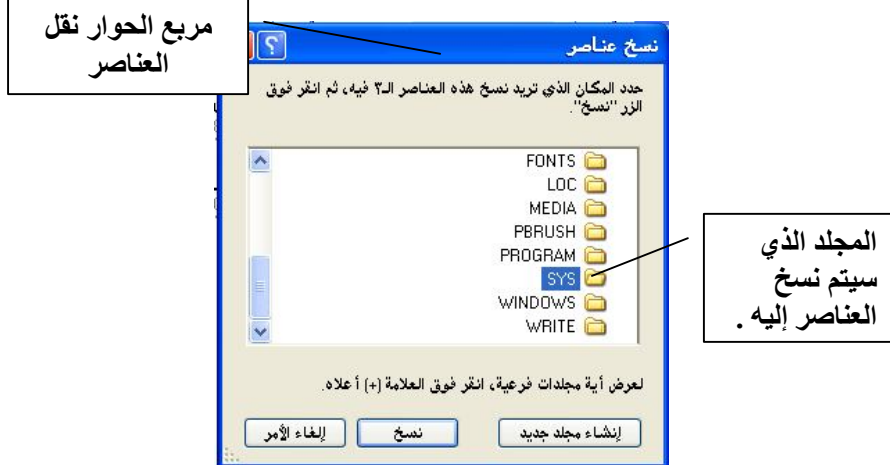 مربع الحوار نقل
العناصر
نسخ عناصر
حدد المكان الذي تريد نسخ هذه العناصر الـ٣ فيه، ثم انقر فوق
الزر "نسخ".
FONTS
LOC
MEDIA
PBRUSH
PROGRAM
SYS
WINDOWS
WRITE
المجلد الذي
سيتم نسخ
العناصر إليه .
لعرض أية مجلدات فرعية، انقر فوق العلامة (+) أعلاه.
إنشاء مجلد جديد
نسخ
إلغاء الأمر